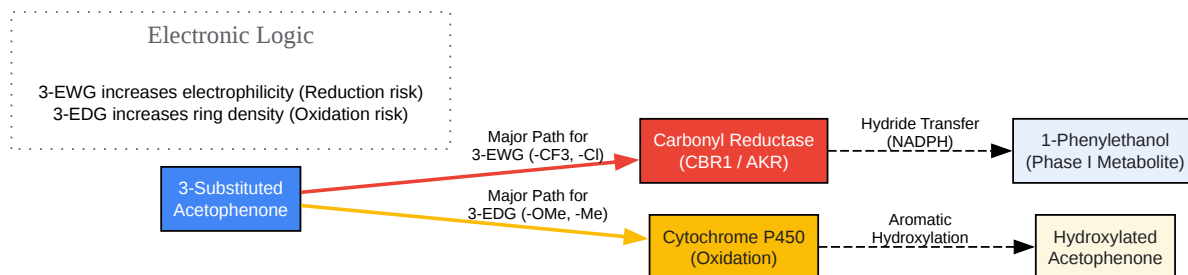 Electronic Logic
3-EWG increases electrophilicity (Reduction risk)
3-EDG increases ring density (Oxidation risk)
3-Substituted
Acetophenone
Major Path for
3-EWG (-CF3, -Cl)
Major Path for
3-EDG (-OMe, -Me)
Carbonyl Reductase
(CBR1 / AKR)
Hydride Transfer
(NADPH)
1-Phenylethanol
(Phase I Metabolite)
Cytochrome P450
(Oxidation)
Aromatic
Hydroxylation
Hydroxylated
Acetophenone